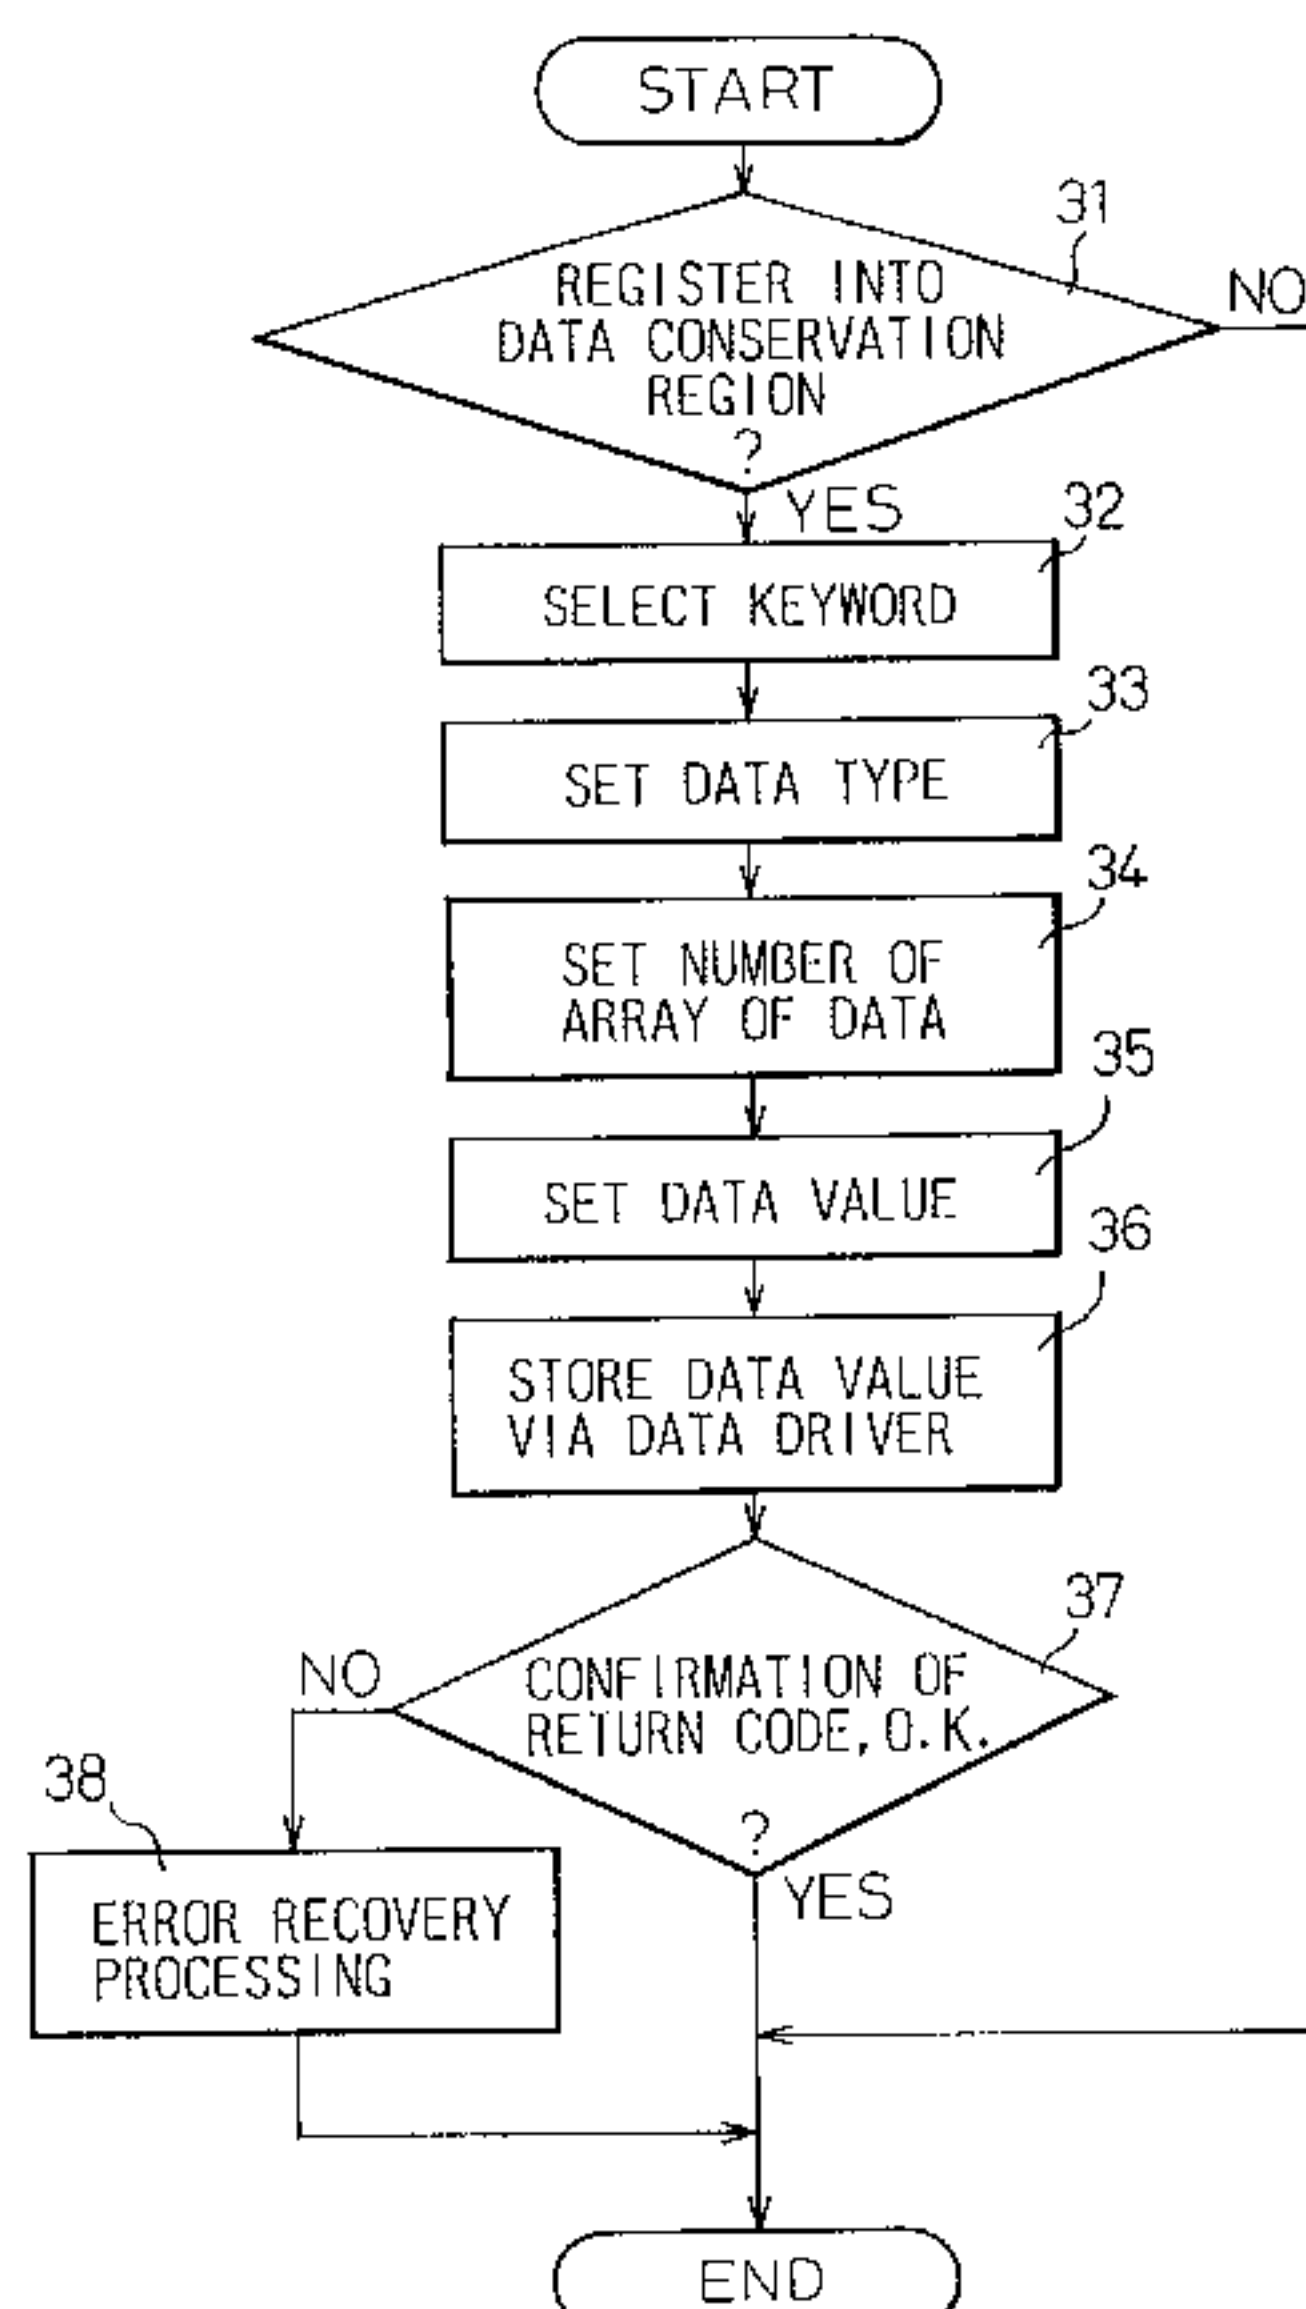 START
31
REGISTER INTO
DATA CONSERVATION
REGION
?
NO
YES
32
SELECT KEYWORD
33
SET DATA TYPE
34
SET NUMBER OF
ARRAY OF DATA
35
SET DATA VALUE
36
STORE DATA VALUE
VIA DATA DRIVER
37
CONFIRMATION OF
RETURN CODE, O.K.
?
NO
YES
38
ERROR RECOVERY
PROCESSING
END